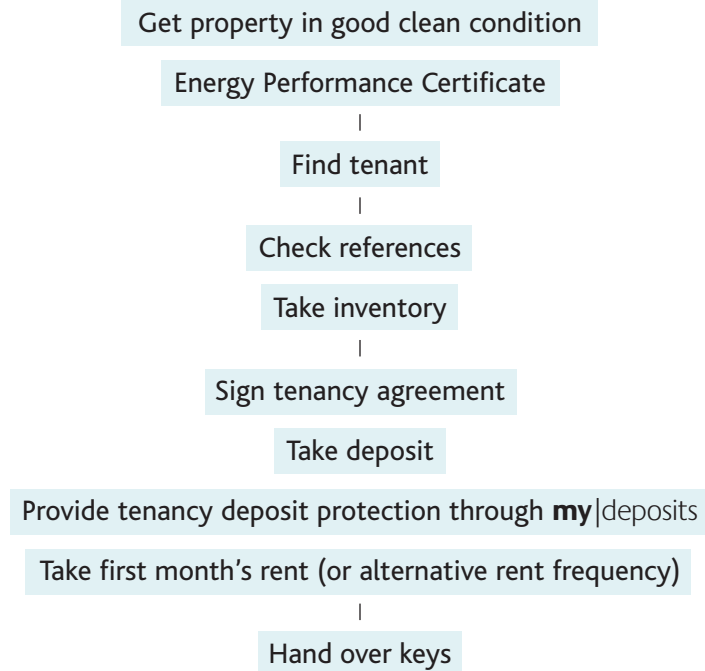 Get property in good clean condition
Energy Performance Certificate
Find tenant
Check references
Take inventory
Sign tenancy agreement
Take deposit
Provide tenancy deposit protection through my|deposits
Take first month’s rent (or alternative rent frequency)
Hand over keys